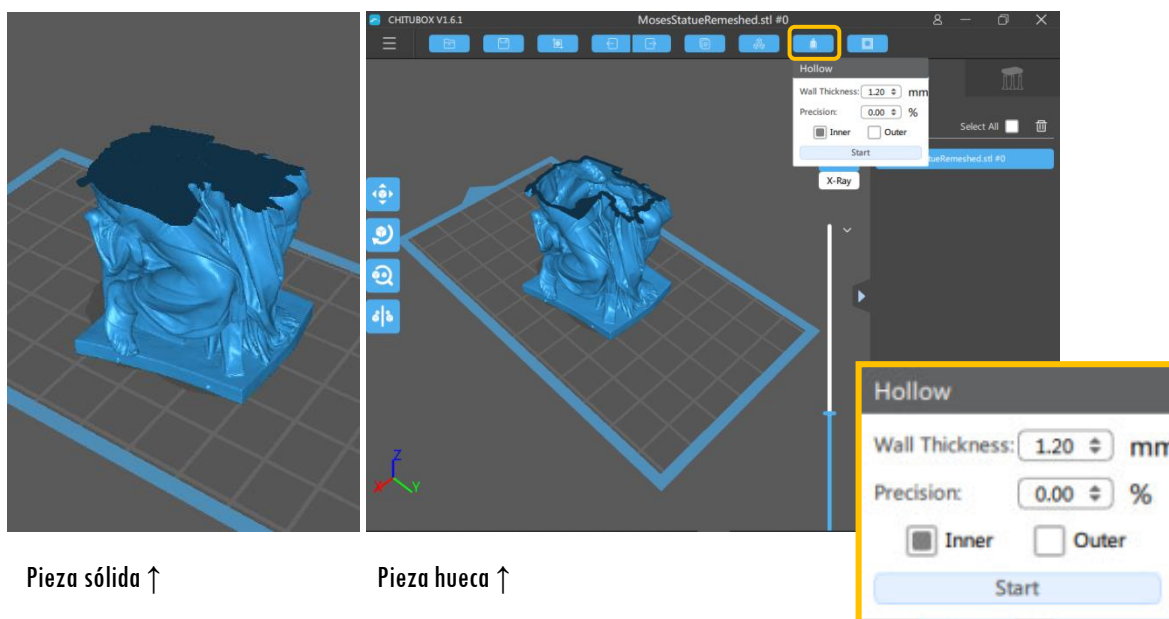 CHITUBOX V1.6.1
MosesStatueRemeshed.stl #0
Hollow
Wall Thickness: 1.20 mm
Precision: 0.00 %
Inner Outer
Start
Select All
tueRemeshed.stl #0
X-Ray
Z
X Y
Hollow
Wall Thickness: 1.20 mm
Precision: 0.00 %
Inner Outer
Start
Pieza sólida ↑
Pieza hueca ↑